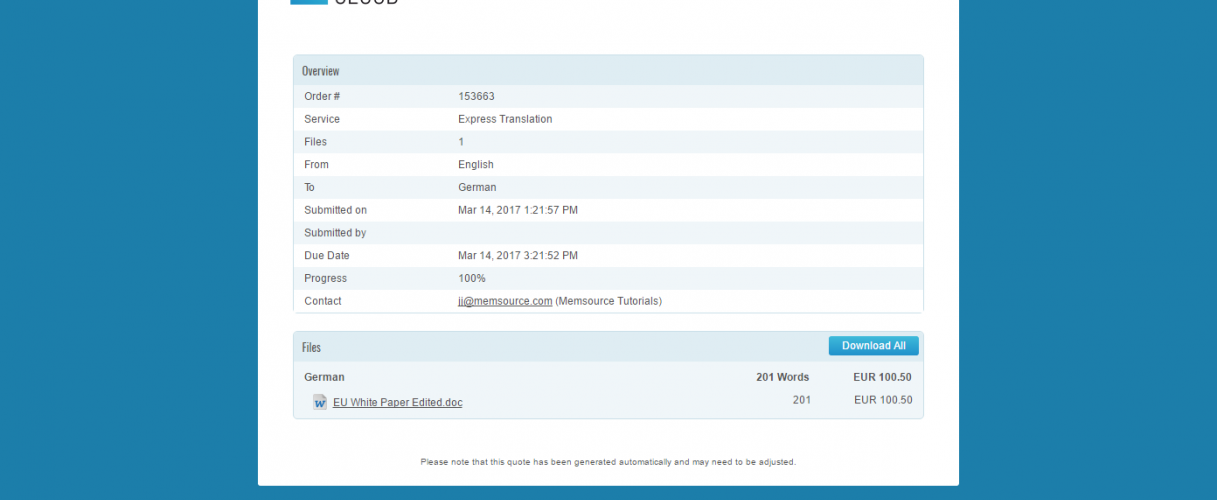 CLOUD
Overview
Order # 153663
Service Express Translation
Files 1
From English
To German
Submitted on Mar 14, 2017 1:21:57 PM
Submitted by
Due Date Mar 14, 2017 3:21:52 PM
Progress 100%
Contact jj@memsource.com (Memsource Tutorials)
Files Download All
German 201 Words EUR 100.50
W EU White Paper Edited.doc 201 EUR 100.50
Please note that this quote has been generated automatically and may need to be adjusted.